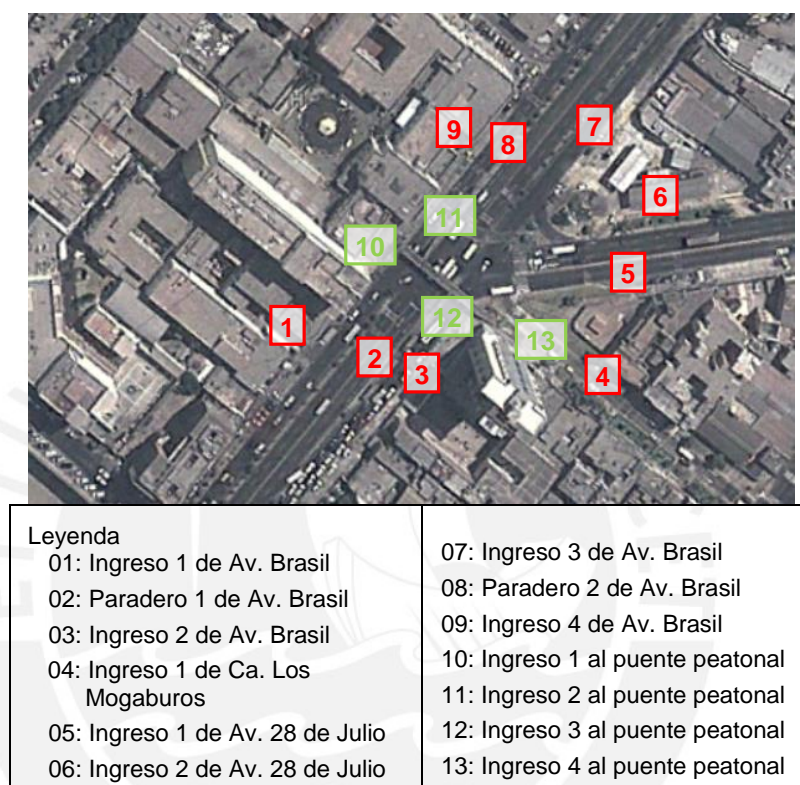 9
8
7
6
11
10
5
12
13
1
2
3
4
Leyenda
01: Ingreso 1 de Av. Brasil
02: Paradero 1 de Av. Brasil
03: Ingreso 2 de Av. Brasil
04: Ingreso 1 de Ca. Los
Mogaburos
05: Ingreso 1 de Av. 28 de Julio
06: Ingreso 2 de Av. 28 de Julio
07: Ingreso 3 de Av. Brasil
08: Paradero 2 de Av. Brasil
09: Ingreso 4 de Av. Brasil
10: Ingreso 1 al puente peatonal
11: Ingreso 2 al puente peatonal
12: Ingreso 3 al puente peatonal
13: Ingreso 4 al puente peatonal